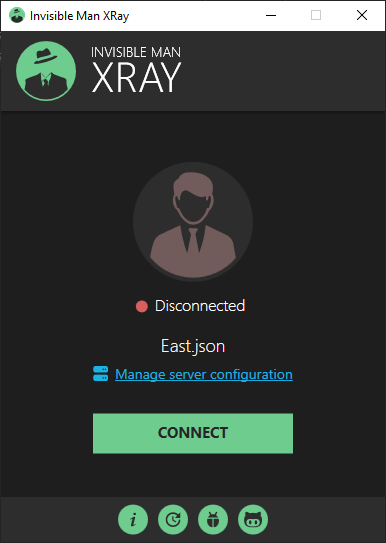 Invisible Man XRay
INVISIBLE MAN
XRAY
Disconnected
East.json
Manage server configuration
CONNECT
i